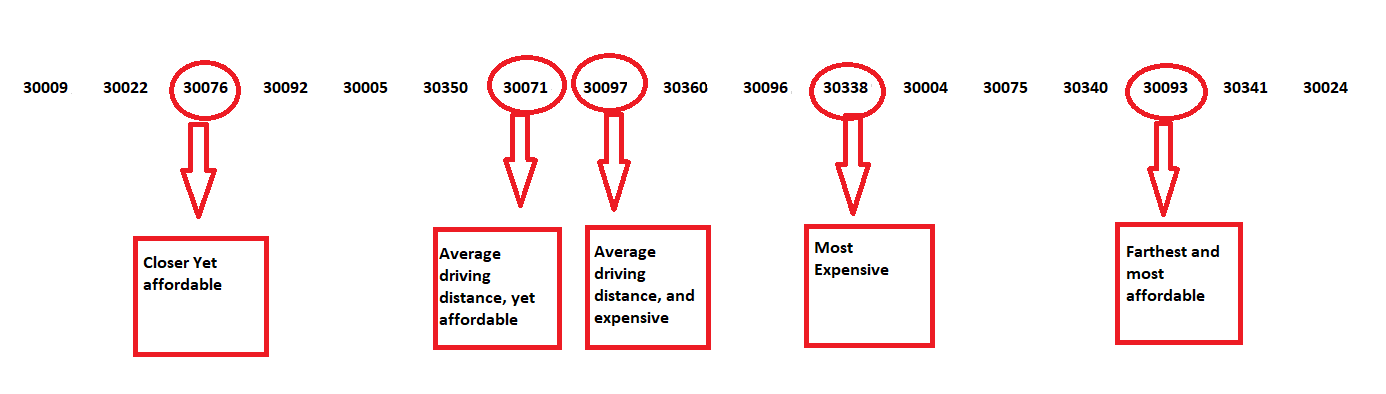 30009 30022 30076 30092 30005 30350 30071 30097 30360 30096 30338 30004 30075 30340 30093 30341 30024
Closer Yet
affordable
Average
driving
distance, yet
affordable
Average
driving
distance, and
expensive
Most
Expensive
Farthest and
most
affordable